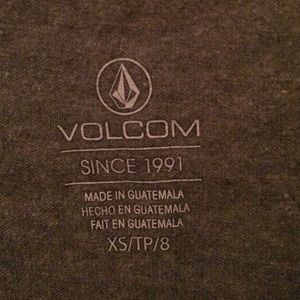 VOLCOM
SINCE 1991
MADE IN GUATEMALA
HECHO EN GUATEMALA
FAIT EN GUATEMALA
XS/TP/8